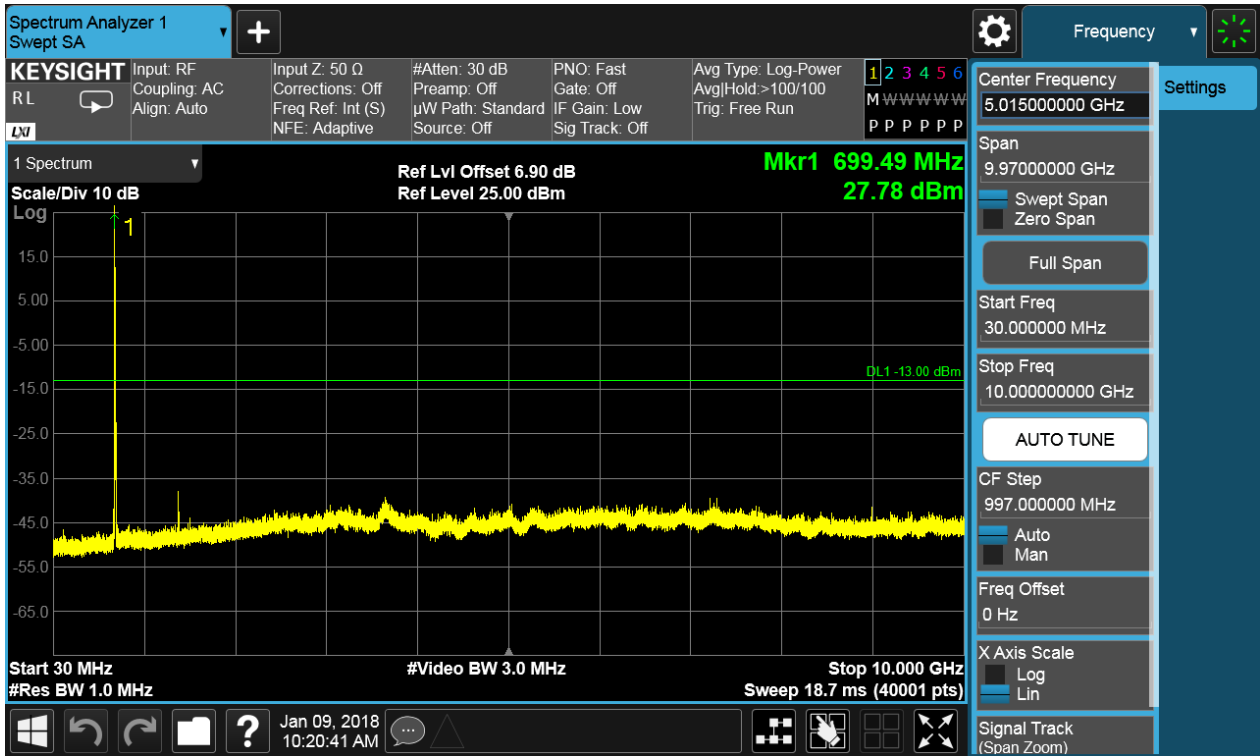 Spectrum Analyzer 1
Swept SA
Frequency
KEYSIGHT
R L
LXI
Input: RF
Coupling: AC
Align: Auto
Input Z: 50 Ω
Corrections: Off
Freq Ref: Int (S)
NFE: Adaptive
#Atten: 30 dB
Preamp: Off
µW Path: Standard
Source: Off
PNO: Fast
Gate: Off
IF Gain: Low
Sig Track: Off
Avg Type: Log-Power
Avg|Hold:>100/100
Trig: Free Run
1 2 3 4 5 6
M W W W W W
P P P P P P
1 Spectrum
Scale/Div 10 dB
Log
Ref Lvl Offset 6.90 dB
Ref Level 25.00 dBm
Mkr1 699.49 MHz
27.78 dBm
1
15.0
5.00
-5.00
DL1 -13.00 dBm
-15.0
-25.0
-35.0
-45.0
-55.0
-65.0
Start 30 MHz
#Video BW 3.0 MHz
Stop 10.000 GHz
#Res BW 1.0 MHz
Sweep 18.7 ms (40001 pts)
Center Frequency
5.015000000 GHz
Span
9.97000000 GHz
Swept Span
Zero Span
Full Span
Start Freq
30.000000 MHz
Stop Freq
10.000000000 GHz
AUTO TUNE
CF Step
997.000000 MHz
Auto
Man
Freq Offset
0 Hz
X Axis Scale
Log
Lin
Signal Track
(Span Zoom)
Settings
?
Jan 09, 2018
10:20:41 AM